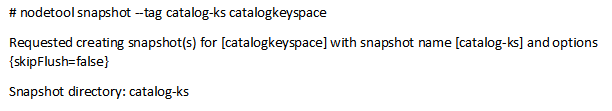 # nodetool snapshot --tag catalog-ks catalogkeyspace
Requested creating snapshot(s) for [catalogkeyspace] with snapshot name [catalog-ks] and options
{skipFlush=false}
Snapshot directory: catalog-ks